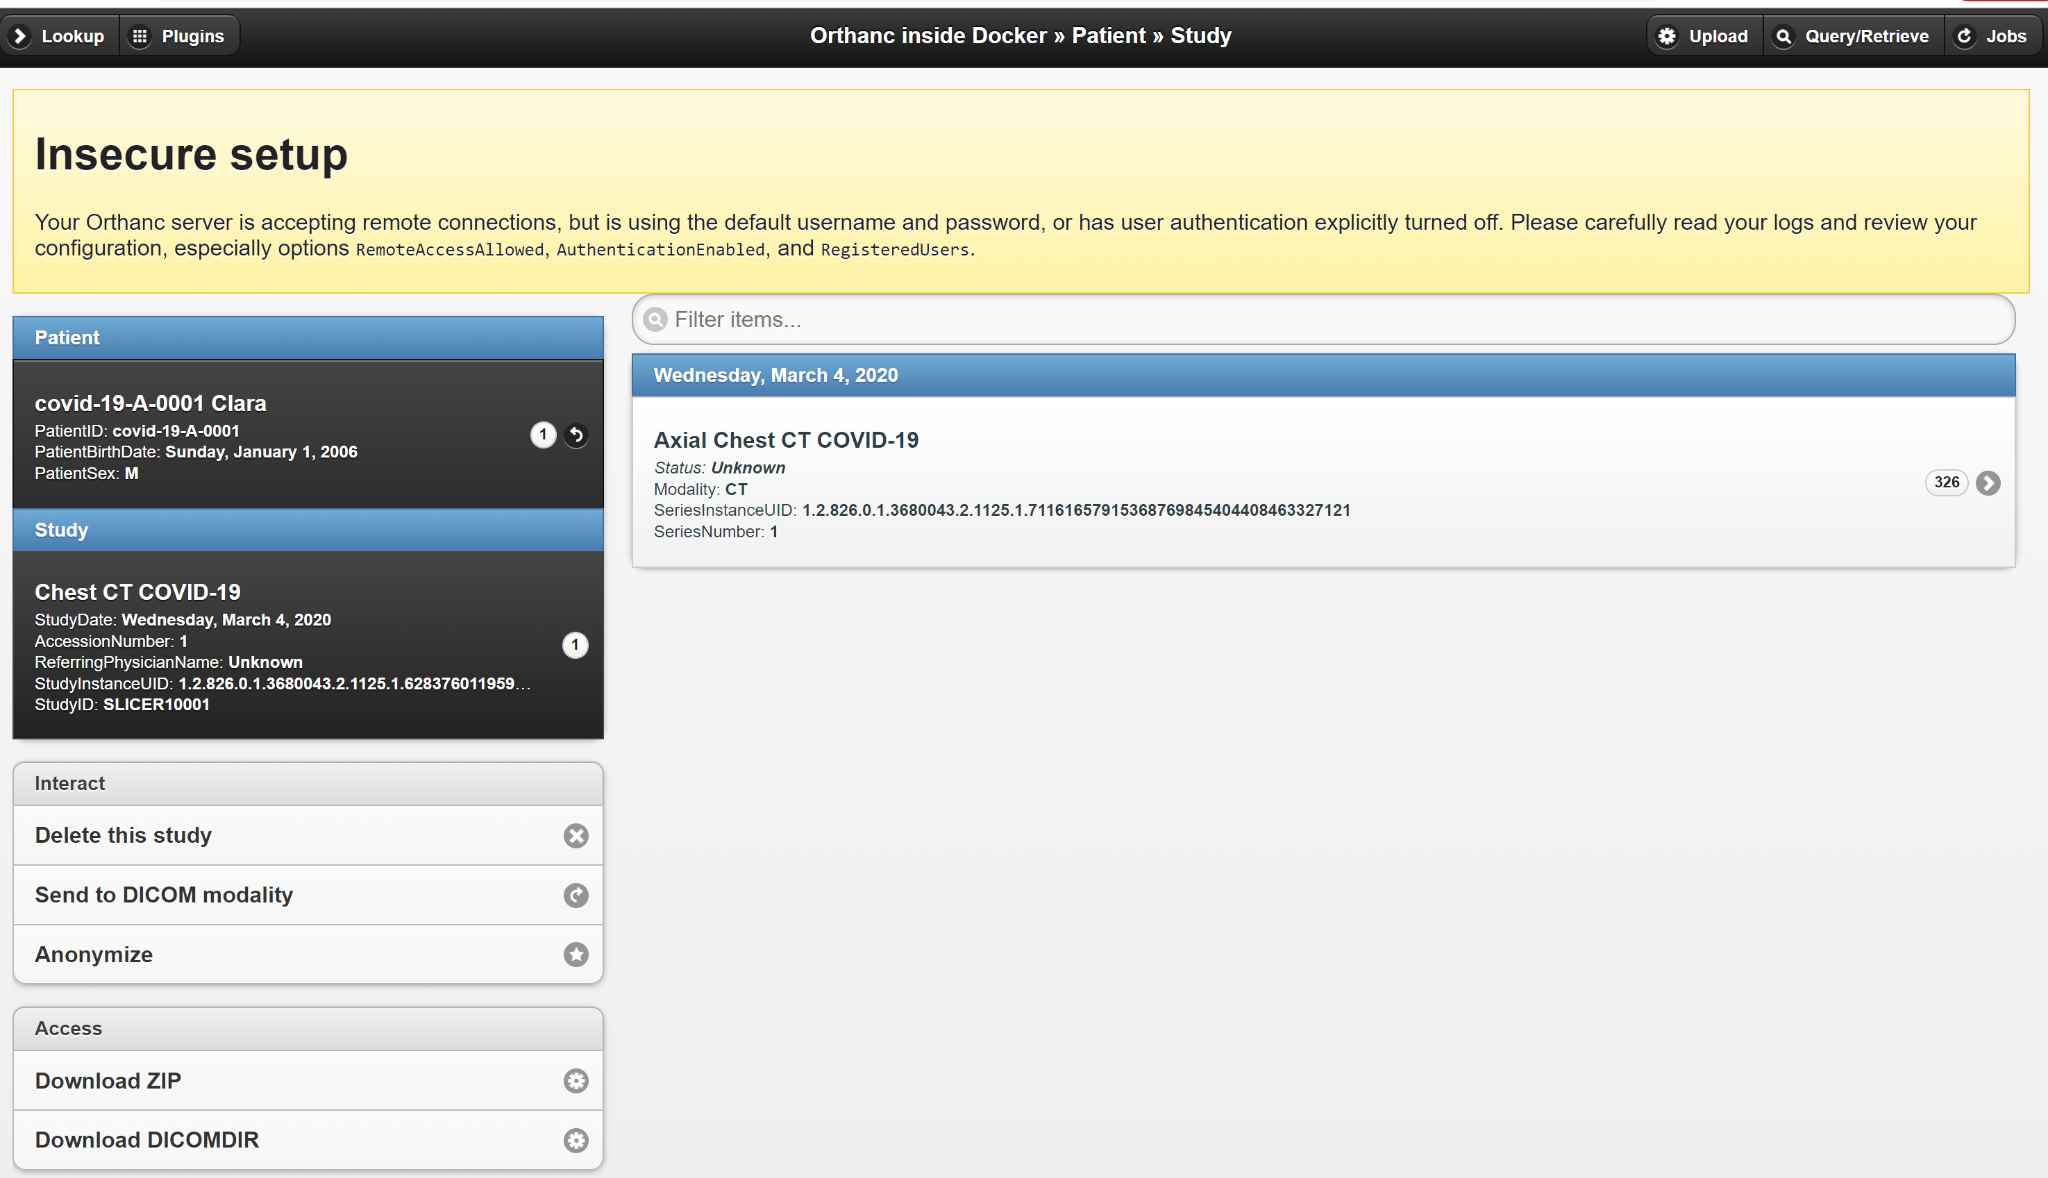 Lookup
Plugins
Orthanc inside Docker » Patient » Study
Upload
Query/Retrieve
Jobs
Insecure setup
Your Orthanc server is accepting remote connections, but is using the default username and password, or has user authentication explicitly turned off. Please carefully read your logs and review your
configuration, especially options RemoteAccessAllowed, AuthenticationEnabled, and RegisteredUsers.
Patient
covid-19-A-0001 Clara
PatientID: covid-19-A-0001
PatientBirthDate: Sunday, January 1, 2006
PatientSex: M
1
Study
Chest CT COVID-19
StudyDate: Wednesday, March 4, 2020
AccessionNumber: 1
ReferringPhysicianName: Unknown
StudyInstanceUID: 1.2.826.0.1.3680043.2.1125.1.628376011959...
StudyID: SLICER10001
1
Interact
Delete this study
Send to DICOM modality
Anonymize
Access
Download ZIP
Download DICOMDIR
Filter items...
Wednesday, March 4, 2020
Axial Chest CT COVID-19
Status: Unknown
Modality: CT
SeriesInstanceUID: 1.2.826.0.1.3680043.2.1125.1.71161657915368769845404408463327121
SeriesNumber: 1
326